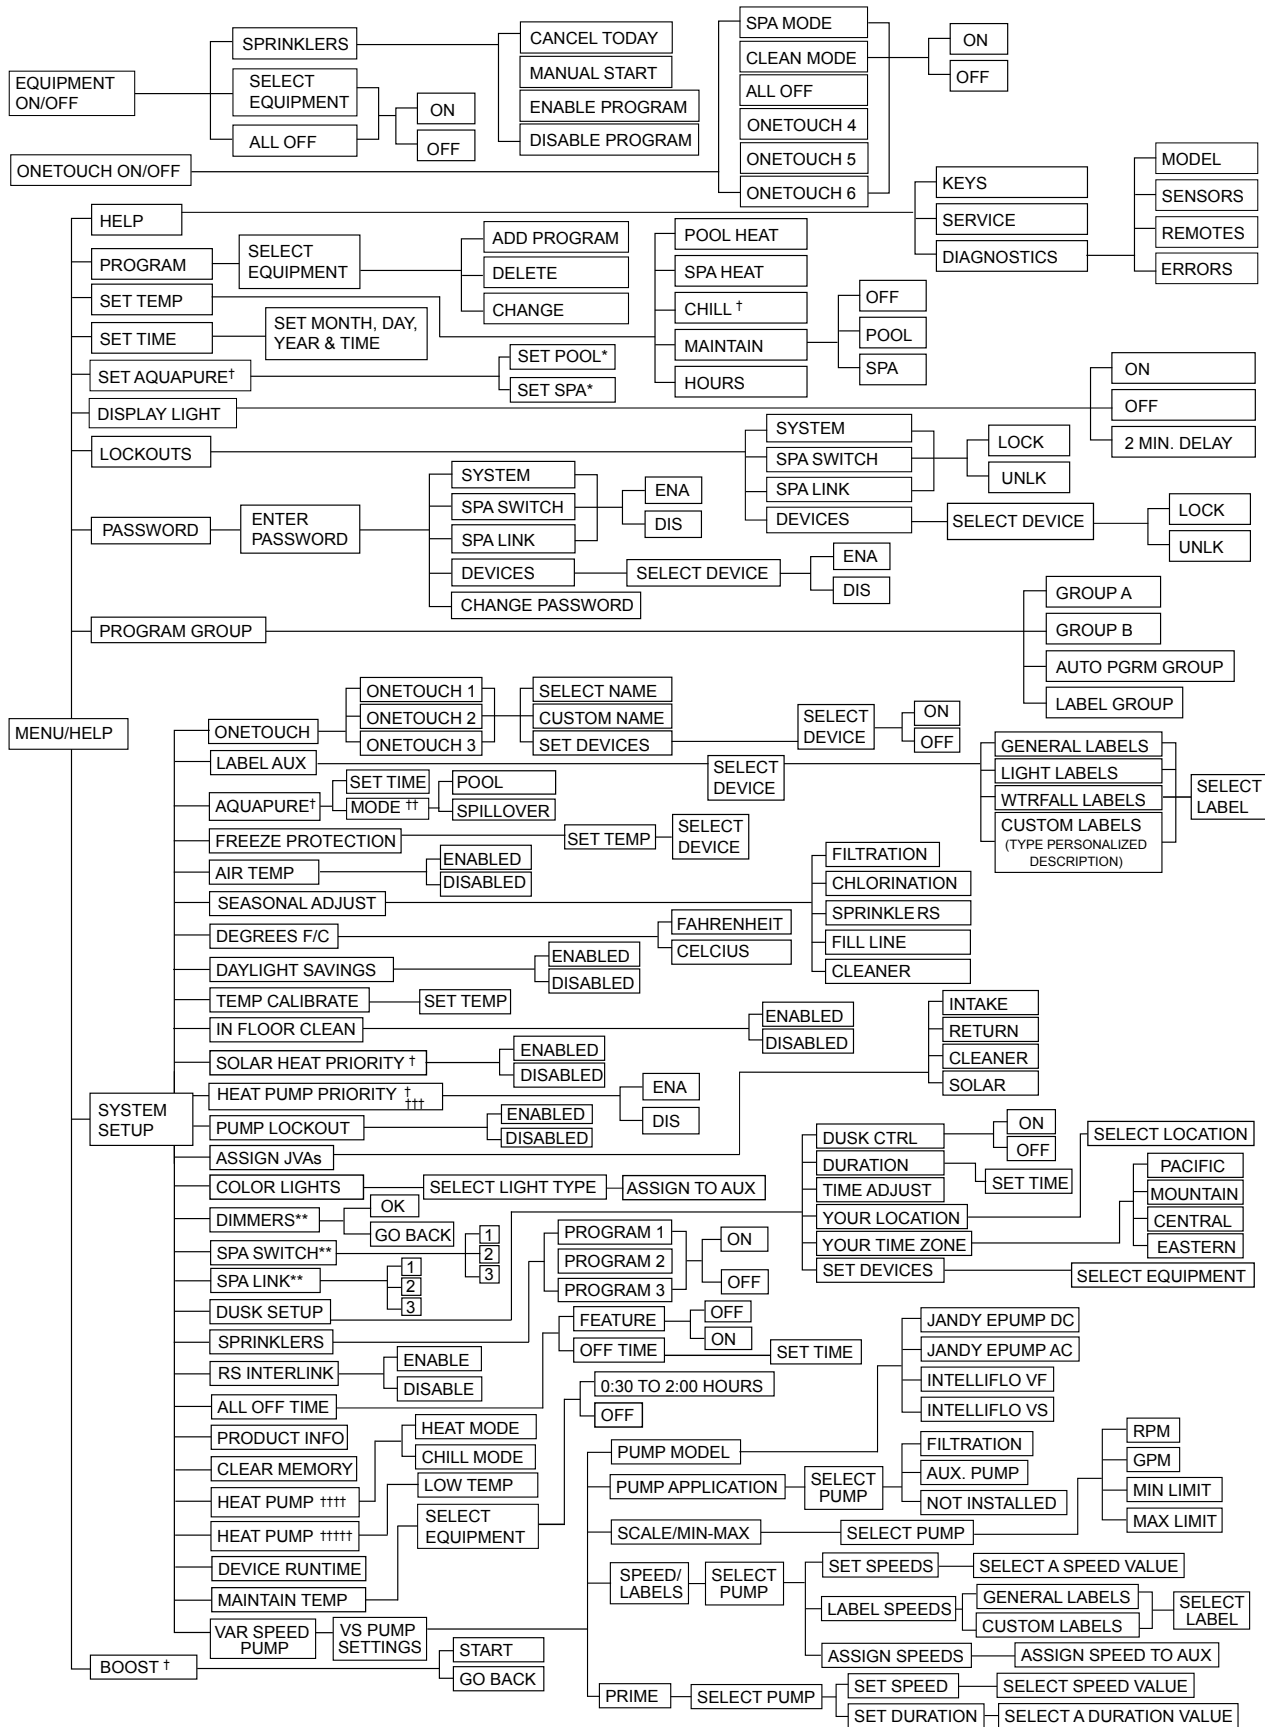 EQUIPMENT
ON/OFF
SPRINKLERS
SELECT
EQUIPMENT
ALL OFF
ON
OFF
CANCEL TODAY
MANUAL START
ENABLE PROGRAM
DISABLE PROGRAM
ONETOUCH ON/OFF
SPA MODE
CLEAN MODE
ALL OFF
ONETOUCH 4
ONETOUCH 5
ONETOUCH 6
ON
OFF
MENU/HELP
HELP
KEYS
SERVICE
DIAGNOSTICS
MODEL
SENSORS
REMOTES
ERRORS
PROGRAM
SELECT
EQUIPMENT
ADD PROGRAM
DELETE
CHANGE
SET TEMP
POOL HEAT
SPA HEAT
CHILL †
MAINTAIN
HOURS
OFF
POOL
SPA
SET TIME
SET MONTH, DAY,
YEAR & TIME
SET AQUAPURE†
SET POOL*
SET SPA*
DISPLAY LIGHT
ON
OFF
2 MIN. DELAY
LOCKOUTS
SYSTEM
SPA SWITCH
SPA LINK
DEVICES
LOCK
UNLK
SELECT DEVICE
LOCK
UNLK
PASSWORD
ENTER
PASSWORD
SYSTEM
SPA SWITCH
SPA LINK
DEVICES
CHANGE PASSWORD
ENA
DIS
SELECT DEVICE
ENA
DIS
PROGRAM GROUP
GROUP A
GROUP B
AUTO PGRM GROUP
LABEL GROUP
SYSTEM
SETUP
ONETOUCH
ONETOUCH 1
ONETOUCH 2
ONETOUCH 3
SELECT NAME
CUSTOM NAME
SET DEVICES
SELECT
DEVICE
ON
OFF
LABEL AUX
SELECT
DEVICE
GENERAL LABELS
LIGHT LABELS
WTRFALL LABELS
CUSTOM LABELS
(TYPE PERSONALIZED
DESCRIPTION)
SELECT
LABEL
AQUAPURE†
SET TIME
MODE ††
POOL
SPILLOVER
FREEZE PROTECTION
SET TEMP
SELECT
DEVICE
AIR TEMP
ENABLED
DISABLED
SEASONAL ADJUST
FILTRATION
CHLORINATION
SPRINKLERS
FILL LINE
CLEANER
DEGREES F/C
FAHRENHEIT
CELCIUS
DAYLIGHT SAVINGS
ENABLED
DISABLED
TEMP CALIBRATE
SET TEMP
IN FLOOR CLEAN
ENABLED
DISABLED
SOLAR HEAT PRIORITY †
ENABLED
DISABLED
HEAT PUMP PRIORITY †
†††
ENA
DIS
PUMP LOCKOUT
ENABLED
DISABLED
ASSIGN JVAs
INTAKE
RETURN
CLEANER
SOLAR
COLOR LIGHTS
SELECT LIGHT TYPE
ASSIGN TO AUX
DIMMERS**
OK
GO BACK
SPA SWITCH**
1
2
3
SPA LINK**
1
2
3
DUSK SETUP
DUSK CTRL
DURATION
TIME ADJUST
YOUR LOCATION
YOUR TIME ZONE
SET DEVICES
ON
OFF
SET TIME
SELECT LOCATION
PACIFIC
MOUNTAIN
CENTRAL
EASTERN
SELECT EQUIPMENT
SPRINKLERS
PROGRAM 1
PROGRAM 2
PROGRAM 3
ON
OFF
RS INTERLINK
ENABLE
DISABLE
ALL OFF TIME
FEATURE
OFF TIME
OFF
ON
SET TIME
PRODUCT INFO
CLEAR MEMORY
HEAT PUMP ††††
HEAT MODE
CHILL MODE
HEAT PUMP †††††
LOW TEMP
DEVICE RUNTIME
MAINTAIN TEMP
SELECT
EQUIPMENT
0:30 TO 2:00 HOURS
OFF
VAR SPEED
PUMP
VS PUMP
SETTINGS
PUMP MODEL
JANDY EPUMP DC
JANDY EPUMP AC
INTELLIFLO VF
INTELLIFLO VS
PUMP APPLICATION
SELECT
PUMP
FILTRATION
AUX. PUMP
NOT INSTALLED
SCALE/MIN-MAX
SELECT PUMP
RPM
GPM
MIN LIMIT
MAX LIMIT
SPEED/
LABELS
SELECT
PUMP
SET SPEEDS
SELECT A SPEED VALUE
LABEL SPEEDS
GENERAL LABELS
CUSTOM LABELS
SELECT
LABEL
ASSIGN SPEEDS
ASSIGN SPEED TO AUX
PRIME
SELECT PUMP
SET SPEED
SELECT SPEED VALUE
SET DURATION
SELECT A DURATION VALUE
BOOST †
START
GO BACK